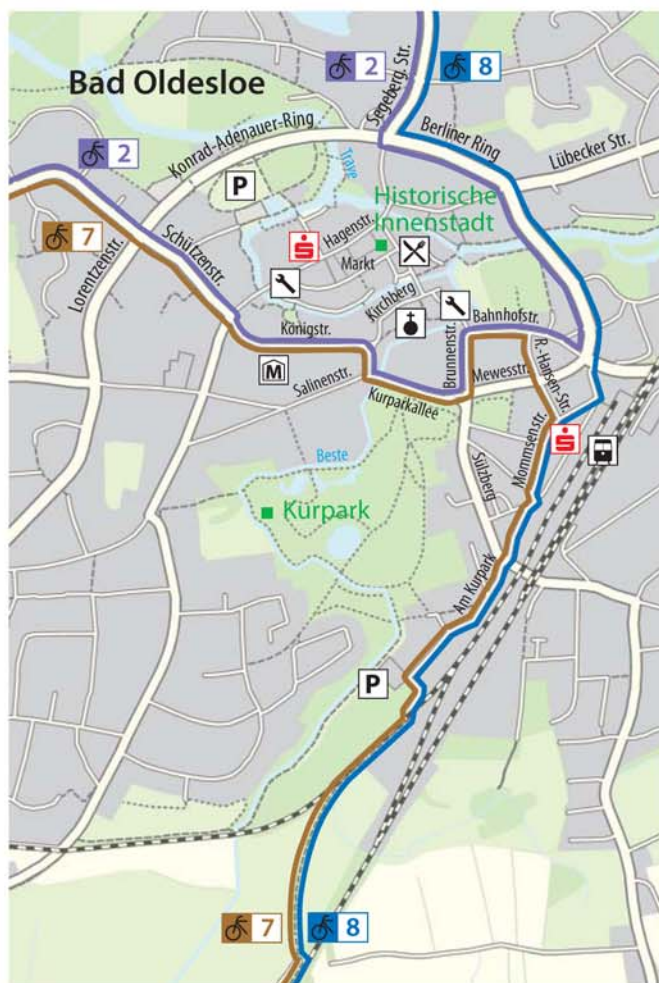 Bad Oldesloe
2
8
Segeberg. Str.
Konrad-Adenauer-Ring
Berliner Ring
Lübecker Str.
2
P
Trave
Historische
Innenstadt
7
Lorentzenstr.
Schützenstr.
S
Hagenstr.
Markt
Kirchberg
Königstr.
Bahnhofstr.
Brunnenstr.
M
Salinenstr.
Kurparkallee
Mewesstr.
R.-Hansen-Str.
Beste
Sülzberg
Mommsenstr.
S
Kurpark
Am Kurpark
P
7
8